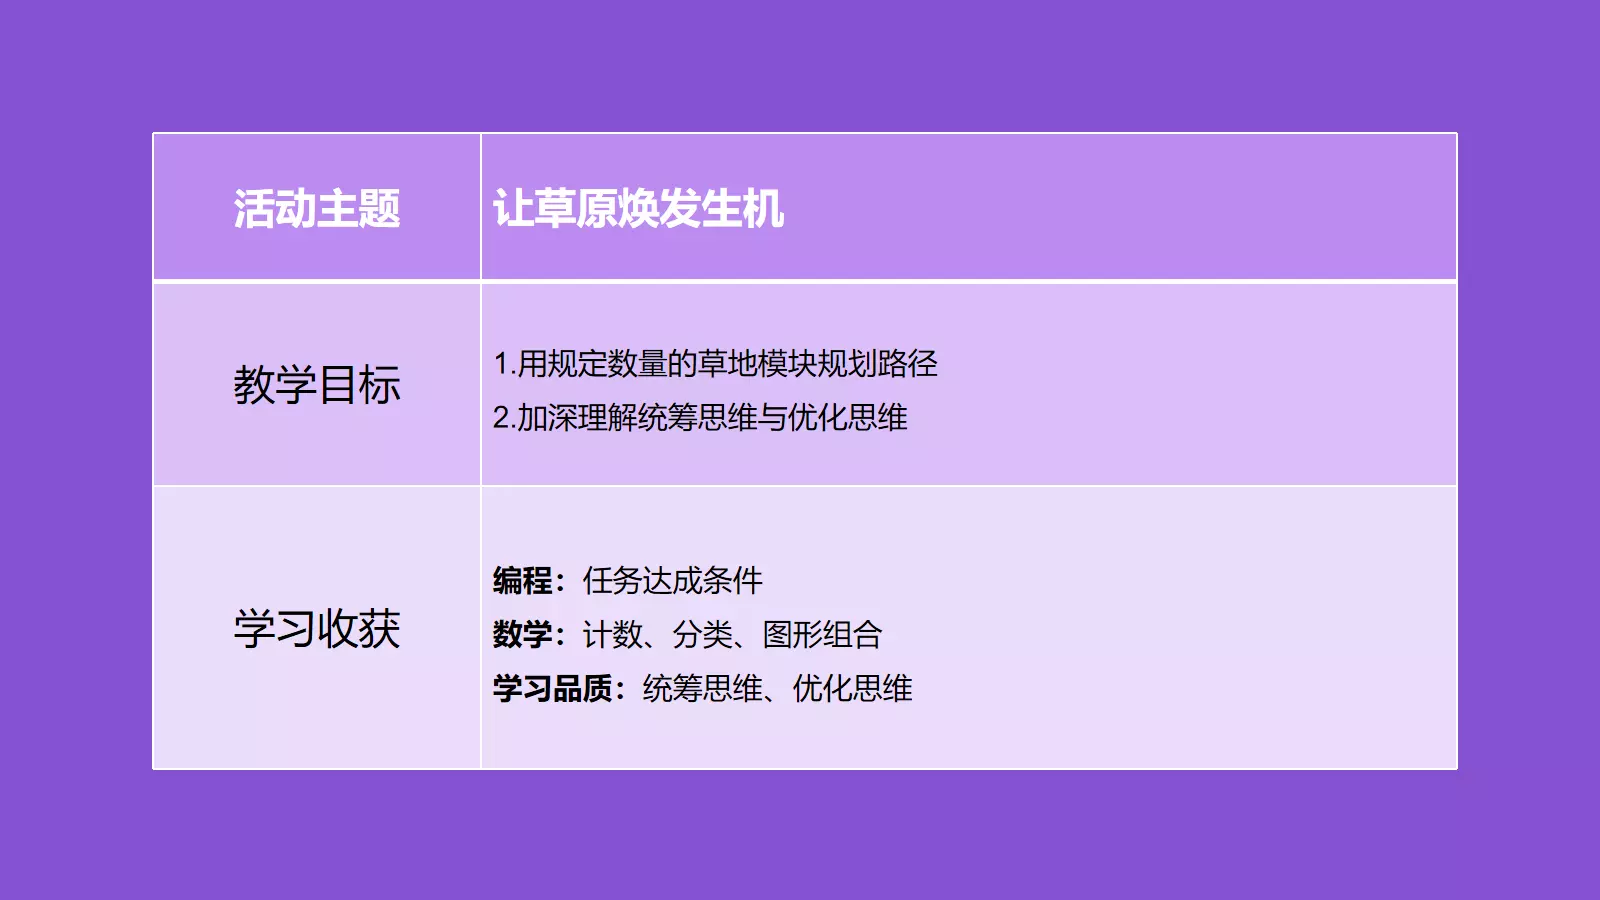 活动主题
让草原焕发生机
教学目标
1.用规定数量的草地模块规划路径
2.加深理解统筹思维与优化思维
学习收获
编程：任务达成条件
数学：计数、分类、图形组合
学习品质：统筹思维、优化思维